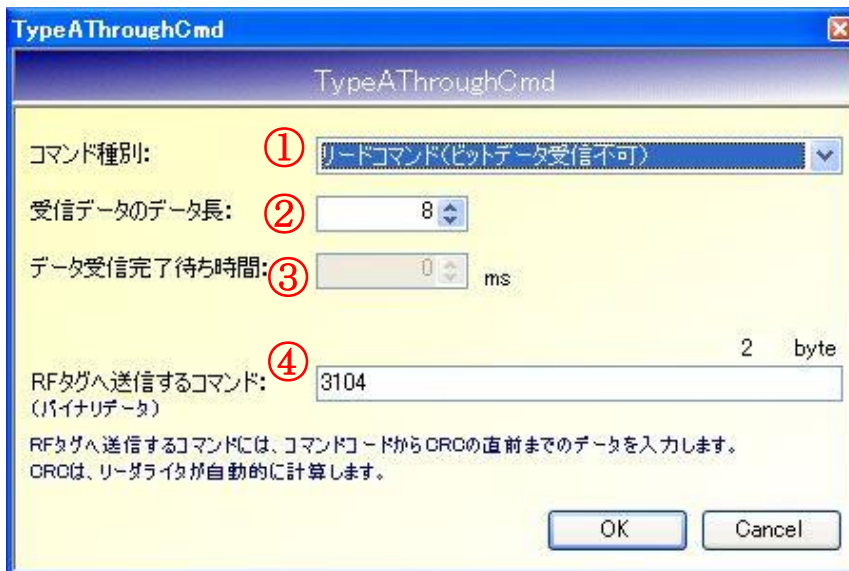 TypeAThroughCmd
TypeAThroughCmd
コマンド種別: ① リードコマンド(ビットデータ受信不可)
受信データのデータ長: ② 8
データ受信完了待ち時間: ③ 0 ms
2 byte
RFタグへ送信するコマンド: ④ 3104
(バイナリデータ)
RFタグへ送信するコマンドには、コマンドコードからCRCの直前までのデータを入力します。
CRCは、リーダライタが自動的に計算します。
OK Cancel